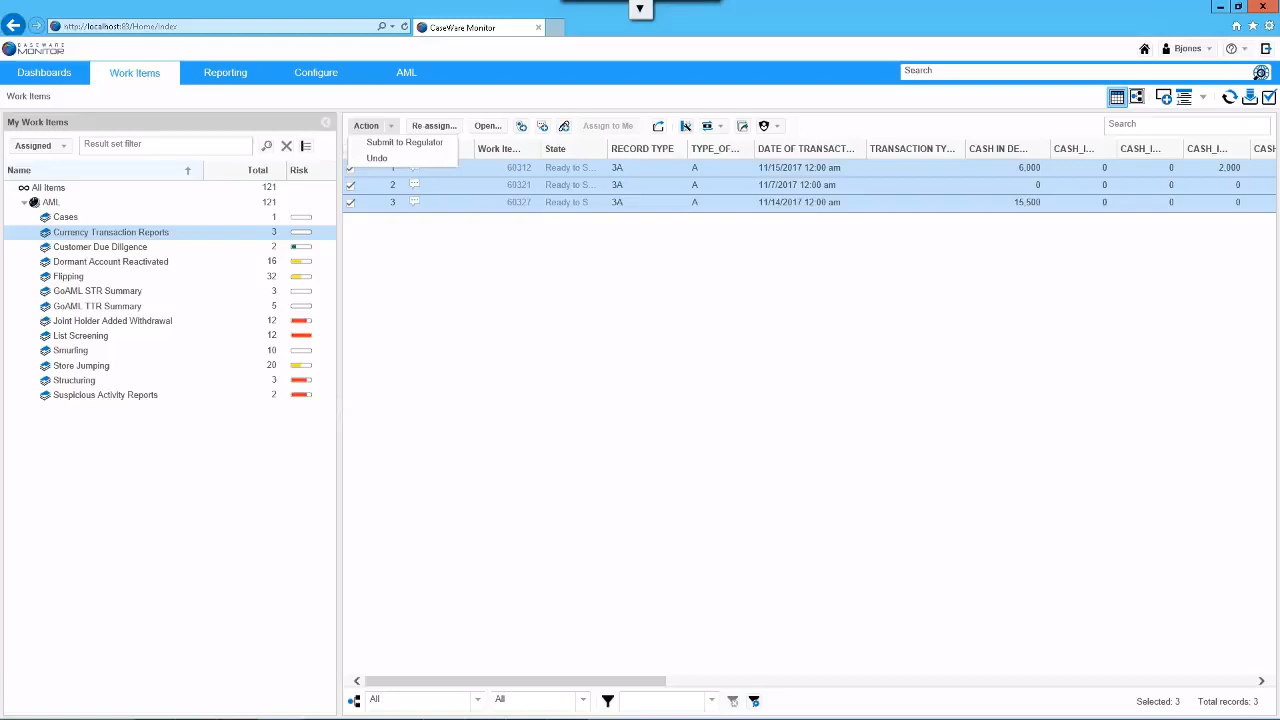 http://localhost:83/Home/Index
CaseWare Monitor
CASEWARE
MONITOR
Bjones
Dashboards Work Items Reporting Configure AML
Search
Work Items
My Work Items
Assigned
Result set filter
Name Total Risk
All Items 121
AML 121
Cases 1
Currency Transaction Reports 3
Customer Due Diligence 2
Dormant Account Reactivated 16
Flipping 32
GoAML STR Summary 3
GoAML TTR Summary 5
Joint Holder Added Withdrawal 12
List Screening 12
Smurfing 10
Store Jumping 20
Structuring 3
Suspicious Activity Reports 2
Action Re-assign... Open... Assign to Me
Search
Submit to Regulator
Undo
Work Ite... State RECORD TYPE TYPE_OF... DATE OF TRANSACT... TRANSACTION TY... CASH IN DE... CASH_I... CASH_I... CASH_I... CASH
60312 Ready to S... 3A A 11/15/2017 12:00 am 6,000 0 0 2,000
2 60321 Ready to S... 3A A 11/7/2017 12:00 am 0 0 0 0
3 60327 Ready to S... 3A A 11/14/2017 12:00 am 15,500 0 0 0
All All
Selected: 3 Total records: 3